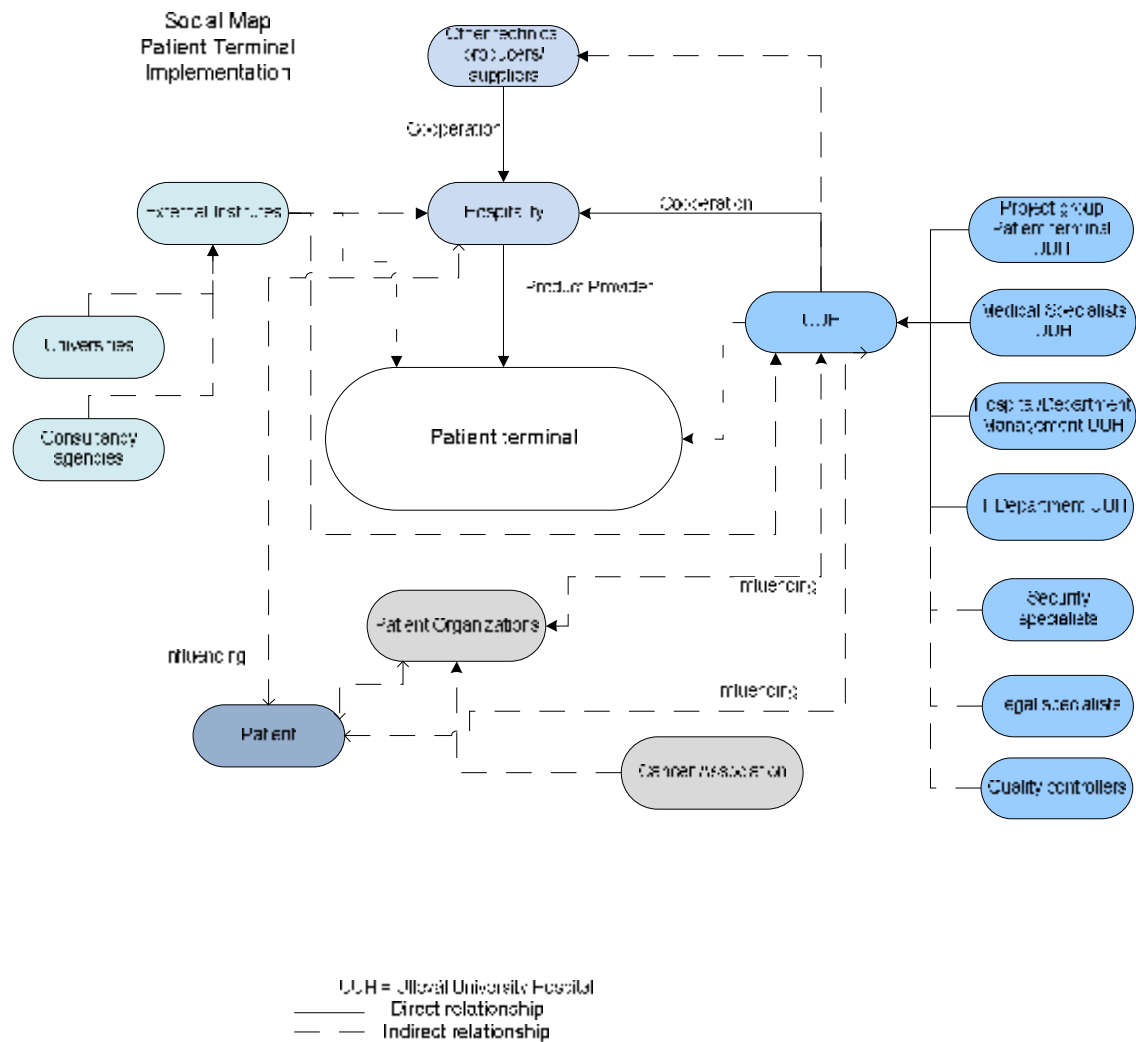 Social Map
Patient Terminal
Implementation
Other technical
producers/
suppliers
Cooperation
External Institutes
Hospitality
Cooperation
Project group
Patient terminal
UUH
Product Provider
Medical Specialists
UUH
UUH
Universities
Hospital/Department
Management UUH
Consultancy
agencies
Patient terminal
IT Department UUH
Influencing
Security
specialists
Patient Organizations
Influencing
Influencing
Legal specialists
Patient
Cancer Association
Quality controllers
UUH = Ullevål University Hospital
Direct relationship
Indirect relationship